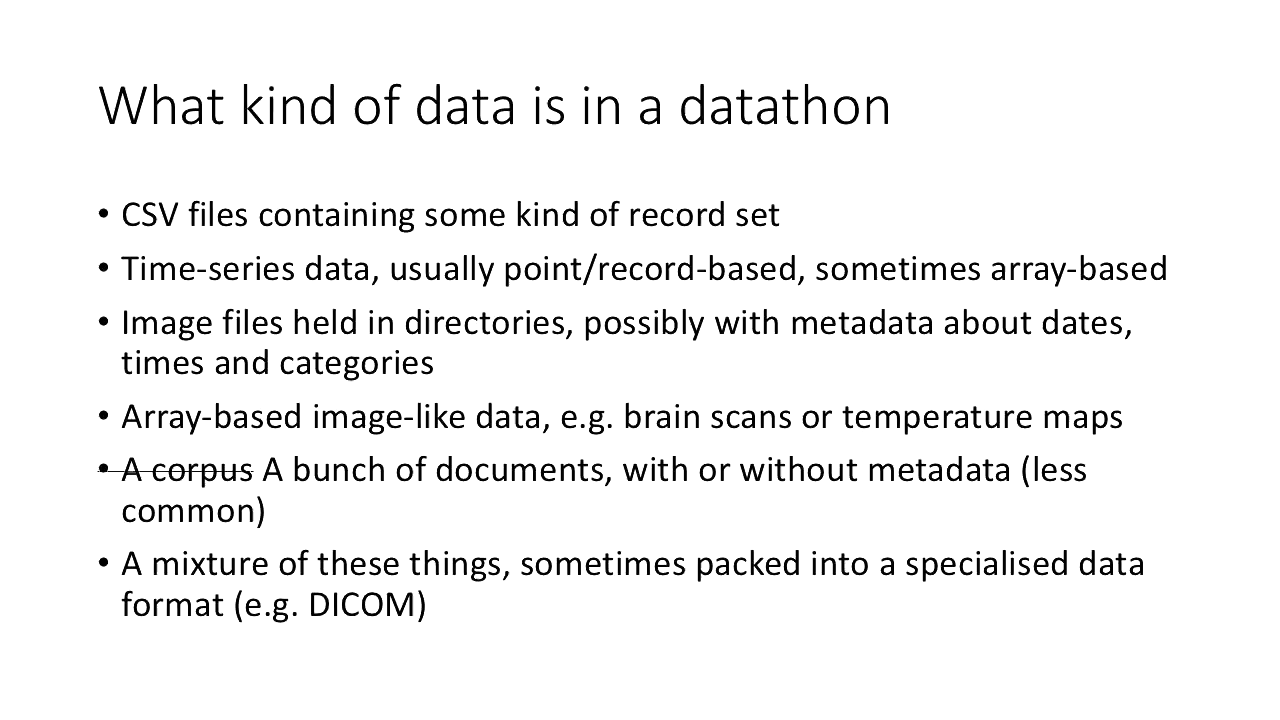 What kind of data is in a datathon
• CSV files containing some kind of record set
• Time-series data, usually point/record-based, sometimes array-based
• Image files held in directories, possibly with metadata about dates,
times and categories
• Array-based image-like data, e.g. brain scans or temperature maps
• A corpus A bunch of documents, with or without metadata (less
common)
• A mixture of these things, sometimes packed into a specialised data
format (e.g. DICOM)